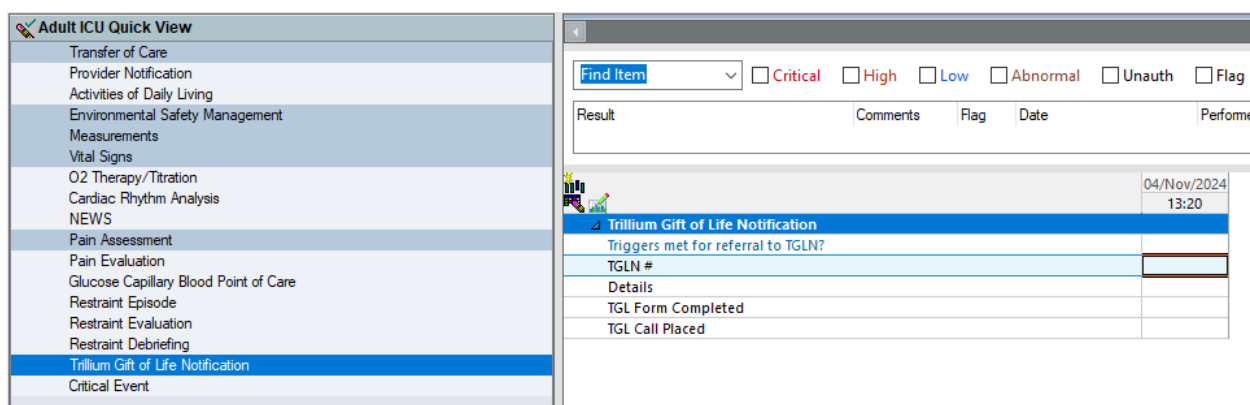 Adult ICU Quick View
Transfer of Care
Provider Notification
Activities of Daily Living
Environmental Safety Management
Measurements
Vital Signs
O2 Therapy/Titration
Cardiac Rhythm Analysis
NEWS
Pain Assessment
Pain Evaluation
Glucose Capillary Blood Point of Care
Restraint Episode
Restraint Evaluation
Restraint Debriefing
Trillium Gift of Life Notification
Critical Event
Find Item Critical High Low Abnormal Unauth Flag
Result Comments Flag Date Performe
04/Nov/2024
13:20
Trillium Gift of Life Notification
Triggers met for referral to TGLN?
TGLN #
Details
TGL Form Completed
TGL Call Placed